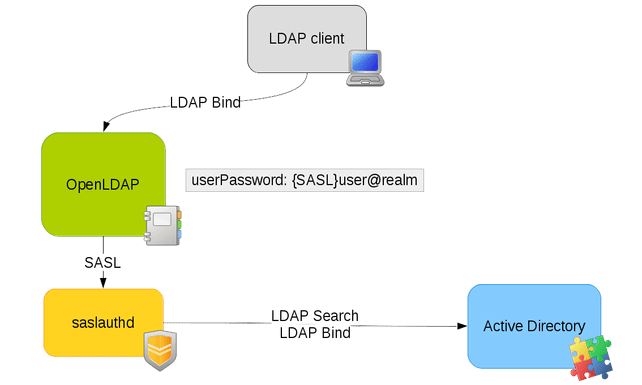 LDAP client
LDAP Bind
OpenLDAP
userPassword: {SASL}user@realm
SASL
saslauthd
LDAP Search
LDAP Bind
Active Directory